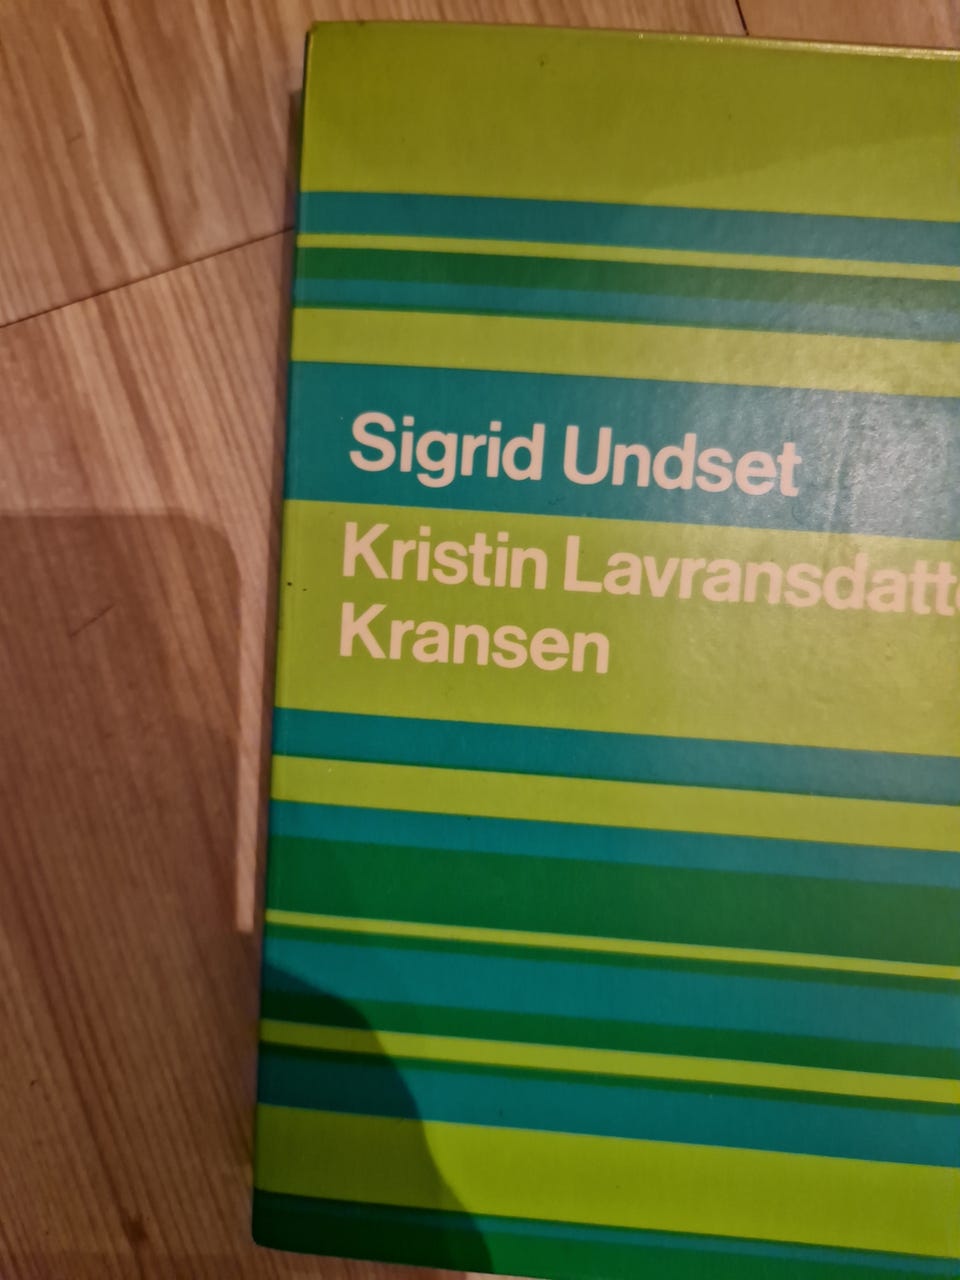 Sigrid Undset
Kristin Lavransdatte
Kransen